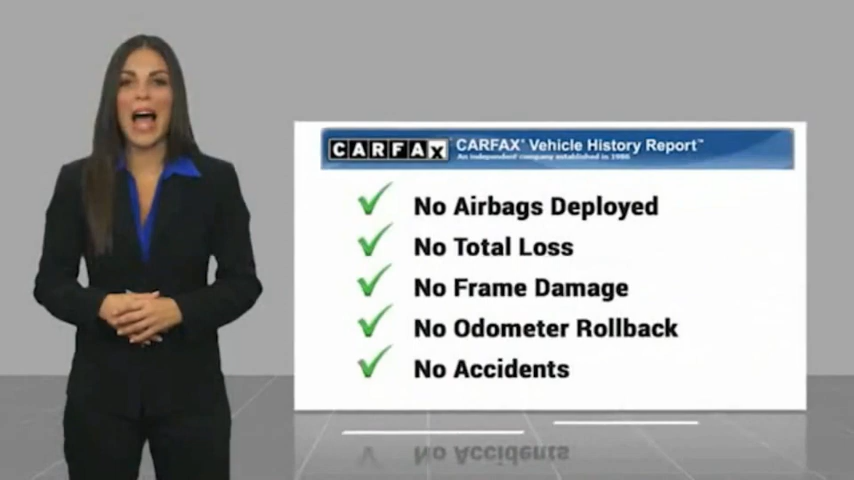 CARFAX CARFAX® Vehicle History Report™
An independent company established in 1986
No Airbags Deployed
No Total Loss
No Frame Damage
No Odometer Rollback
No Accidents
No Accidents